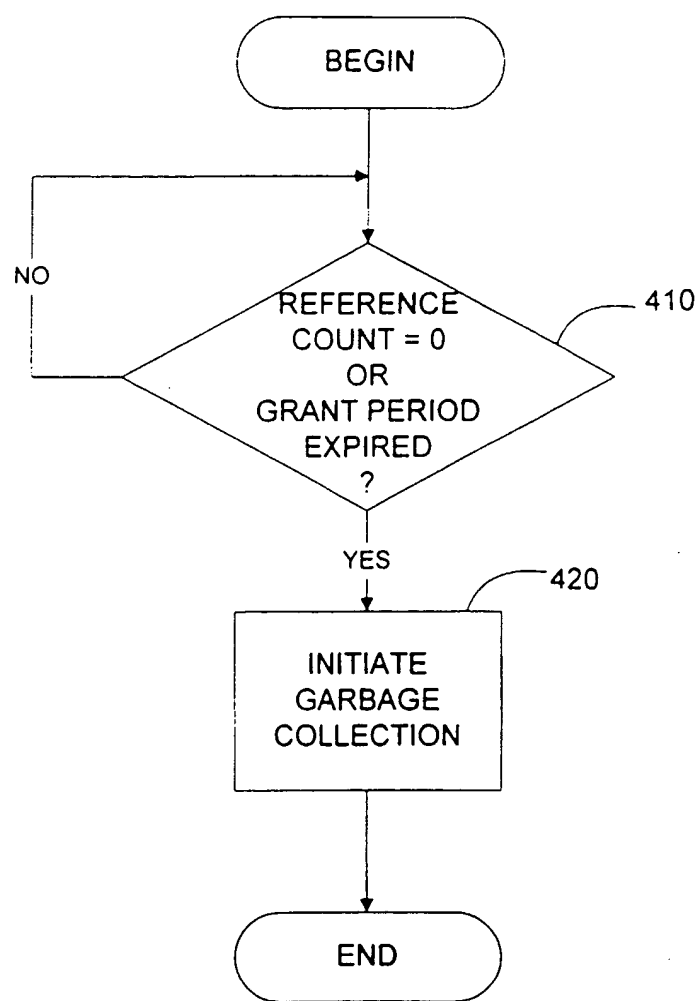 BEGIN
NO
REFERENCE
COUNT = 0
OR
GRANT PERIOD
EXPIRED
?
410
YES
420
INITIATE
GARBAGE
COLLECTION
END